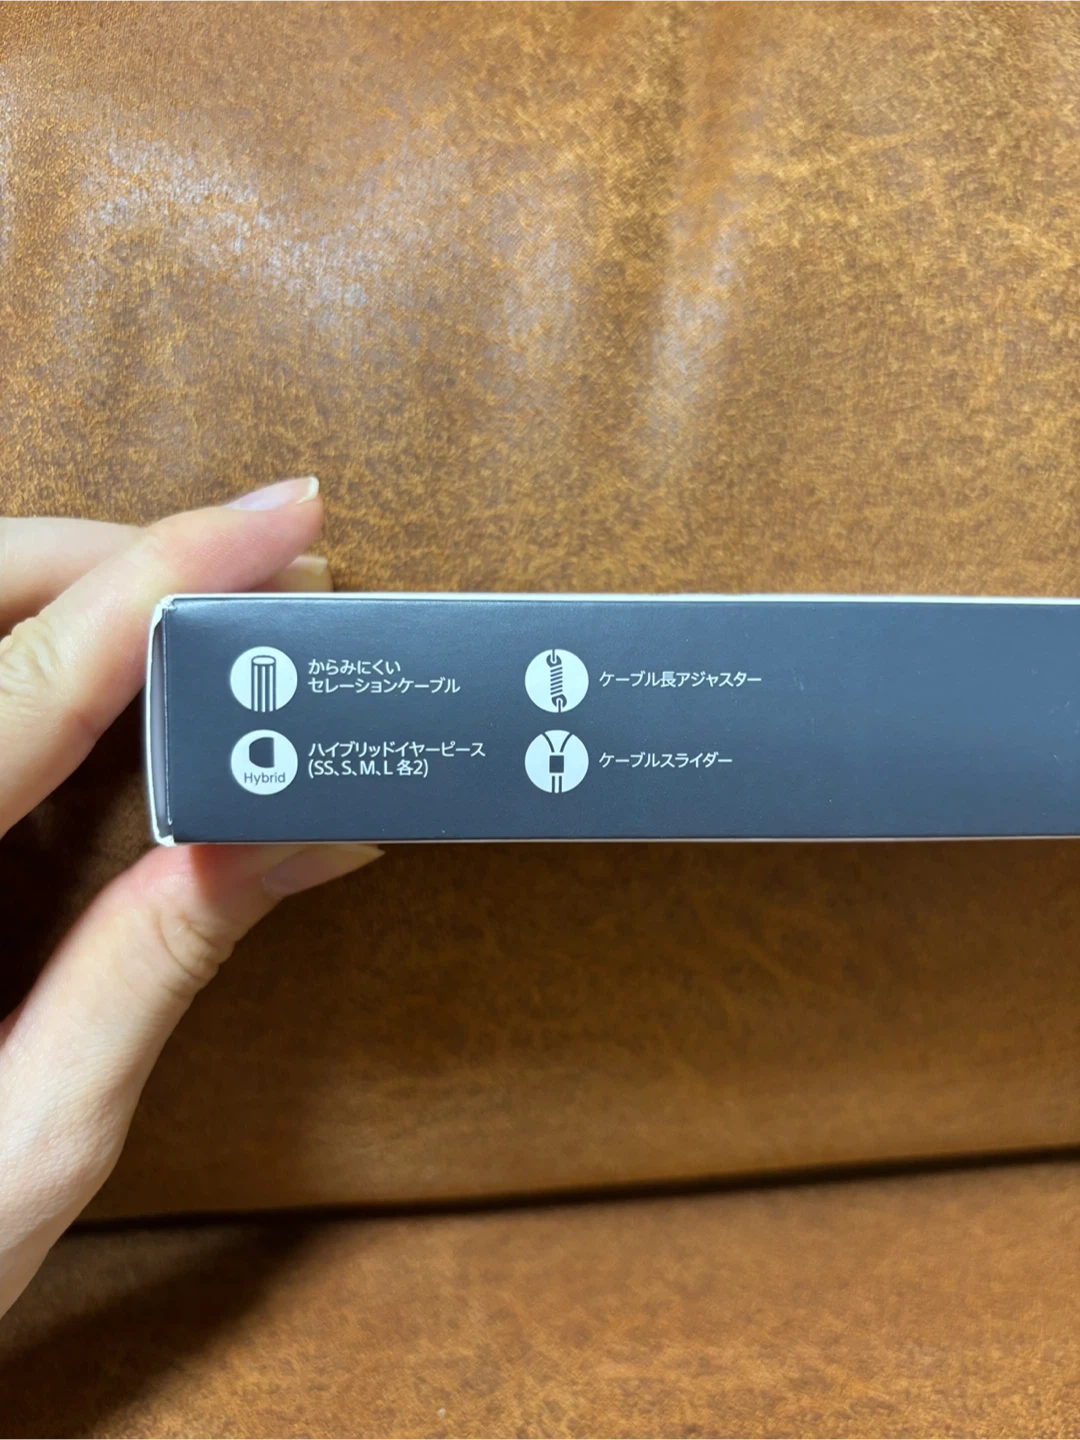 からみにくい
セレーションケーブル
ケーブル長アジャスター
Hybrid
ハイブリッドイヤーピース
(SS、S、M、L 各2)
ケーブルスライダー